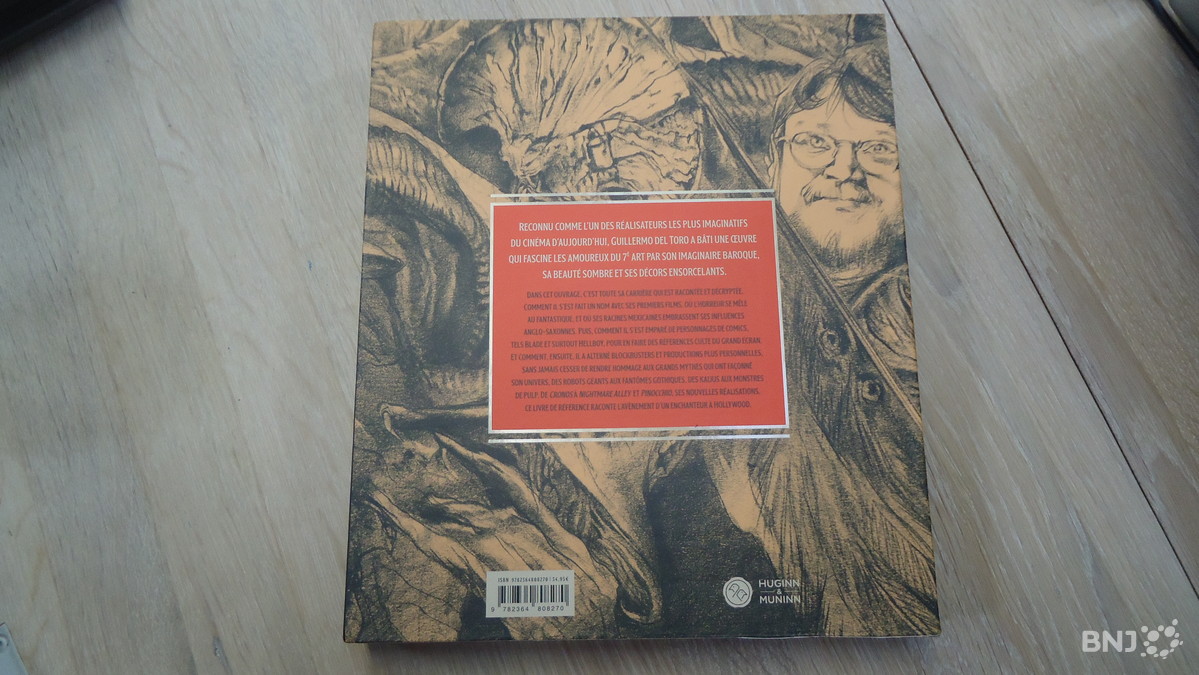 RECONNU COMME L'UN DES RÉALISATEURS LES PLUS IMAGINATIFS
DU CINÉMA D'AUJOURD'HUI, GUILLERMO DEL TORO A BÂTI UNE ŒUVRE
QUI FASCINE LES AMOUREUX DU 7e ART PAR SON IMAGINAIRE BAROQUE,
SA BEAUTÉ SOMBRE ET SES DÉCORS ENSORCELANTS.
DANS CET OUVRAGE, C'EST TOUTE SA CARRIÈRE QUI EST RACONTÉE ET DÉCRYPTÉE,
COMMENT IL S'EST FAIT UN NOM AVEC SES PREMIERS FILMS, OÙ L'HORREUR SE MÊLE
AU FANTASTIQUE, ET OÙ SES RACINES MEXICAINES EMBRASSENT SES INFLUENCES
ANGLO-SAXONNES. PUIS, COMMENT IL S'EST EMPARÉ DE PERSONNAGES DE COMICS,
TELS BLADE ET SURTOUT HELLBOY, POUR EN FAIRE DES RÉFÉRENCES CULTE DU GRAND ÉCRAN
ET COMMENT, ENSUITE, IL A ALTERNÉ BLOCKBUSTERS ET PRODUCTIONS PLUS PERSONNELLES,
SANS JAMAIS CESSER DE RENDRE HOMMAGE AUX GRANDS MYTHES QUI ONT FAÇONNÉ
SON UNIVERS, DES ROBOTS GÉANTS AUX FANTÔMES GOTHIQUES, DES KAIJUS AUX MONSTRES
DE PULP. DE CRONOS À NIGHTMARE ALLEY ET PINOCCHIO, SES NOUVELLES RÉALISATIONS,
CE LIVRE DE RÉFÉRENCE RACONTE L'AVÈNEMENT D'UN ENCHANTEUR À HOLLYWOOD.
ISBN 9782364808270 / 34,95€
9 782364 808270
HUGINN
&
MUNINN
BNJ